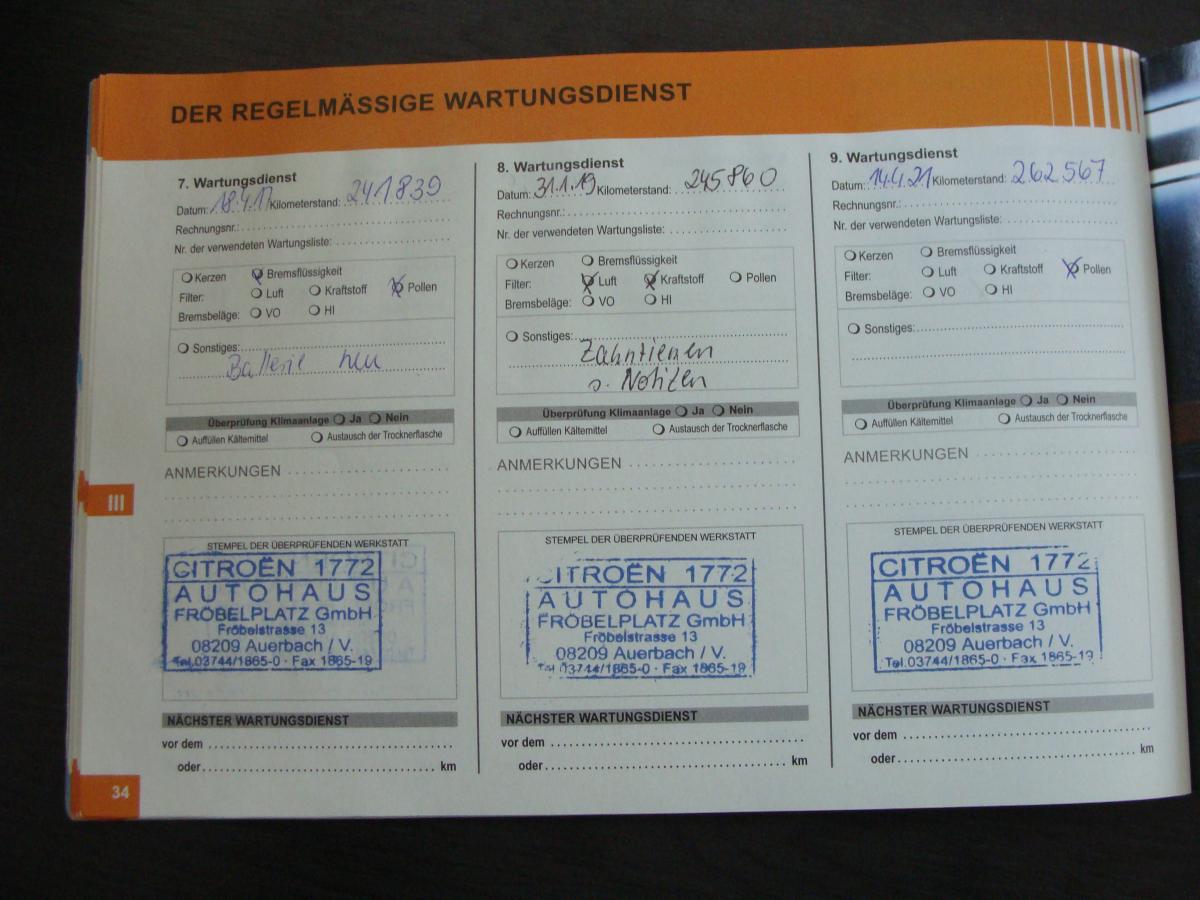 DER REGELMÄSSIGE WARTUNGSDIENST
7. Wartungsdienst
Datum: 18.4.17 Kilometerstand: 241839
Rechnungsnr.:
Nr. der verwendeten Wartungsliste:
Kerzen Bremsflüssigkeit
Filter: Luft Kraftstoff Pollen
Bremsbeläge: VO HI
Sonstiges:
Batterie neu
Überprüfung Klimaanlage Ja Nein
Auffüllen Kältemittel Austausch der Trocknerflasche
ANMERKUNGEN
STEMPEL DER ÜBERPRÜFENDEN WERKSTATT
CITROËN 1772
AUTOHAUS
FRÖBELPLATZ GmbH
Fröbelstrasse 13
08209 Auerbach / V.
Tel.03744/1865-0 · Fax 1865-19
NÄCHSTER WARTUNGSDIENST
vor dem
oder km
8. Wartungsdienst
Datum: 31.1.19 Kilometerstand: 245860
Rechnungsnr.:
Nr. der verwendeten Wartungsliste:
Kerzen Bremsflüssigkeit
Filter: Luft Kraftstoff Pollen
Bremsbeläge: VO HI
Sonstiges:
Zahnriemen
s. Notizen
Überprüfung Klimaanlage Ja Nein
Auffüllen Kältemittel Austausch der Trocknerflasche
ANMERKUNGEN
STEMPEL DER ÜBERPRÜFENDEN WERKSTATT
CITROËN 1772
AUTOHAUS
FRÖBELPLATZ GmbH
Fröbelstrasse 13
08209 Auerbach / V.
Tel.03744/1865-0 · Fax 1865-19
NÄCHSTER WARTUNGSDIENST
vor dem
oder km
9. Wartungsdienst
Datum: 14.4.21 Kilometerstand: 262567
Rechnungsnr.:
Nr. der verwendeten Wartungsliste:
Kerzen Bremsflüssigkeit
Filter: Luft Kraftstoff Pollen
Bremsbeläge: VO HI
Sonstiges:
Überprüfung Klimaanlage Ja Nein
Auffüllen Kältemittel Austausch der Trocknerflasche
ANMERKUNGEN
STEMPEL DER ÜBERPRÜFENDEN WERKSTATT
CITROËN 1772
AUTOHAUS
FRÖBELPLATZ GmbH
Fröbelstrasse 13
08209 Auerbach / V.
Tel.03744/1865-0 · Fax 1865-19
NÄCHSTER WARTUNGSDIENST
vor dem
oder km
III
34